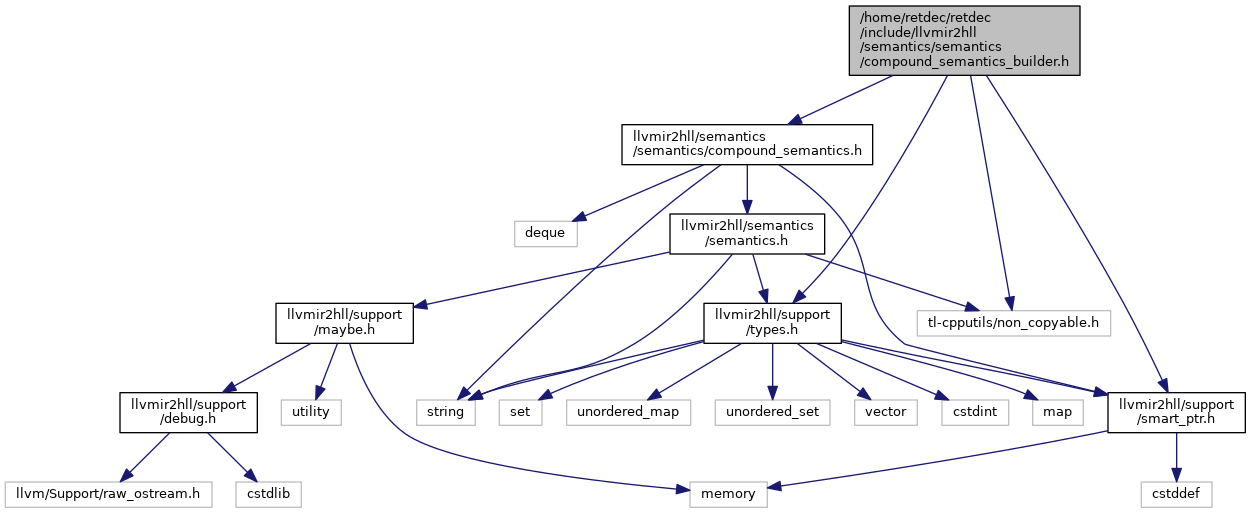 /home/retdec/retdec
/include/llvmir2hll
/semantics/semantics
/compound_semantics_builder.h
llvmir2hll/semantics
/semantics/compound_semantics.h
deque
llvmir2hll/semantics
/semantics.h
llvmir2hll/support
/maybe.h
llvmir2hll/support
/types.h
tl-cpputils/non_copyable.h
llvmir2hll/support
/debug.h
utility
string
set
unordered_map
unordered_set
vector
cstdint
map
llvmir2hll/support
/smart_ptr.h
llvm/Support/raw_ostream.h
cstdlib
memory
cstddef